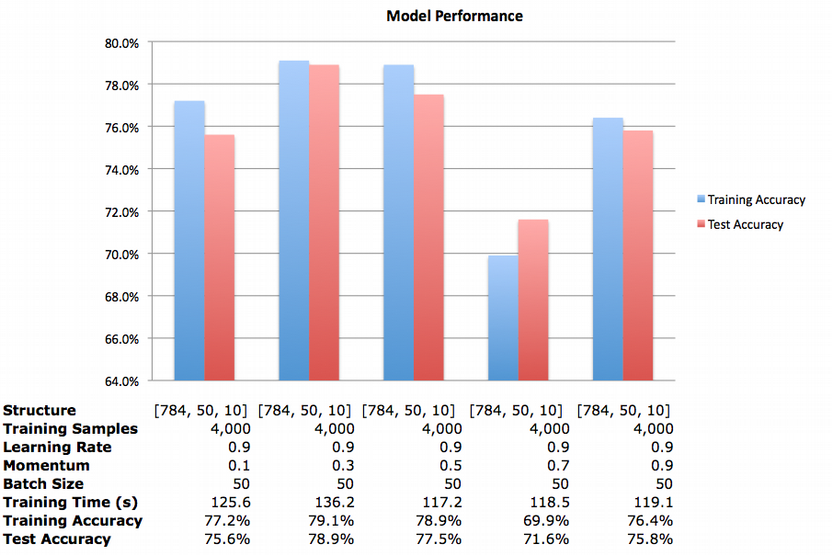 Model Performance
80.0%
78.0%
76.0%
74.0%
72.0%
70.0%
68.0%
66.0%
64.0%
Training Accuracy
Test Accuracy
Structure [784, 50, 10] [784, 50, 10] [784, 50, 10] [784, 50, 10] [784, 50, 10]
Training Samples 4,000 4,000 4,000 4,000 4,000
Learning Rate 0.9 0.9 0.9 0.9 0.9
Momentum 0.1 0.3 0.5 0.7 0.9
Batch Size 50 50 50 50 50
Training Time (s) 125.6 136.2 117.2 118.5 119.1
Training Accuracy 77.2% 79.1% 78.9% 69.9% 76.4%
Test Accuracy 75.6% 78.9% 77.5% 71.6% 75.8%